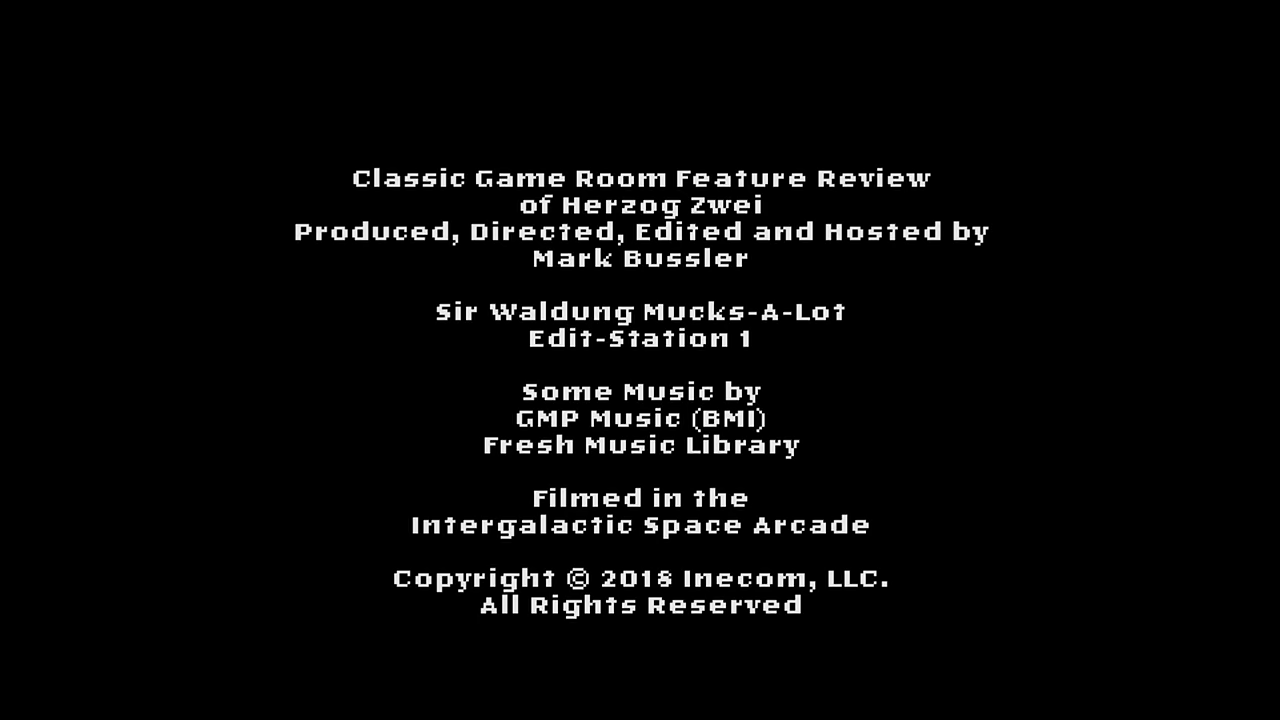 Classic Game Room Feature Review
of Herzog Zwei
Produced, Directed, Edited and Hosted by
Mark Bussler
Sir Waldung Mucks-A-Lot
Edit-Station 1
Some Music by
GMP Music (BMI)
Fresh Music Library
Filmed in the
Intergalactic Space Arcade
Copyright © 2018 Inecom, LLC.
All Rights Reserved